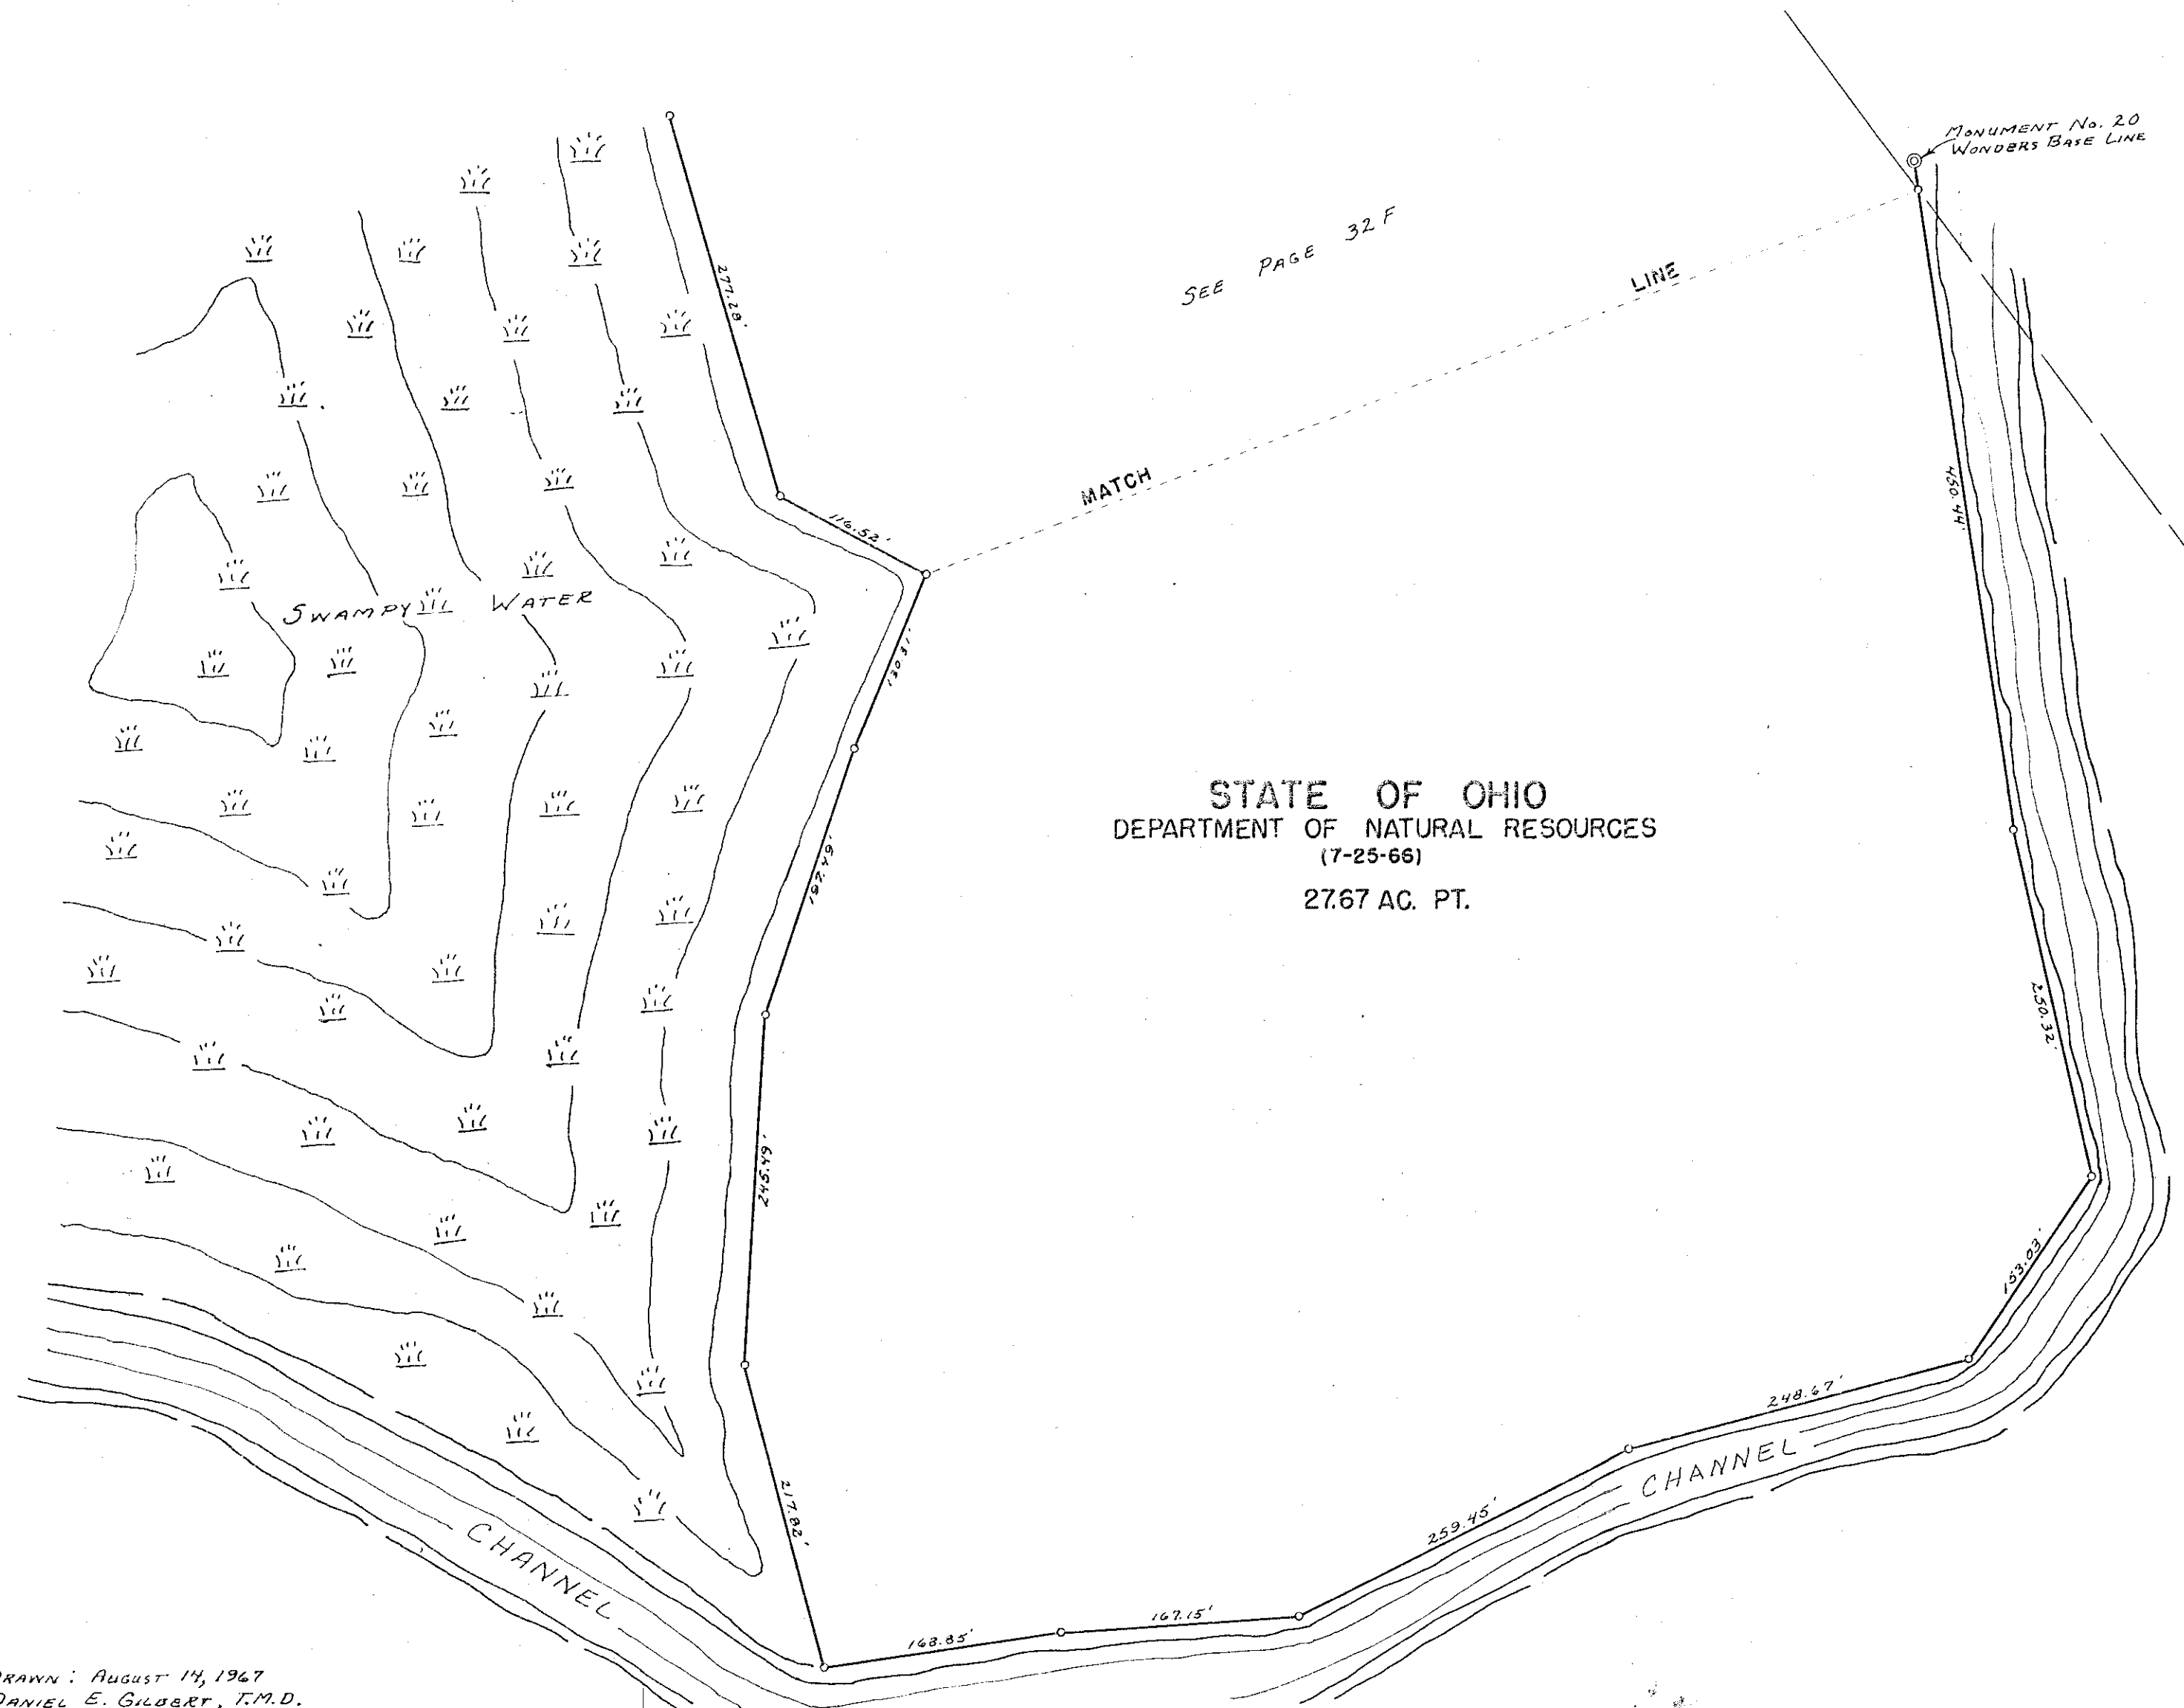 MONUMENT NO. 20
WONDERS BASE LINE
SEE PAGE 32 F
MATCH LINE
277.28'
116.52'
130.31'
197.49'
245.49'
217.82'
168.85'
167.15'
259.45'
248.67'
153.03'
250.32'
450.44'
SWAMPY WATER
STATE OF OHIO
DEPARTMENT OF NATURAL RESOURCES
(7-25-66)
27.67 AC. PT.
CHANNEL
CHANNEL
DRAWN: AUGUST 14, 1967
DANIEL E. GILBERT, T.M.D.